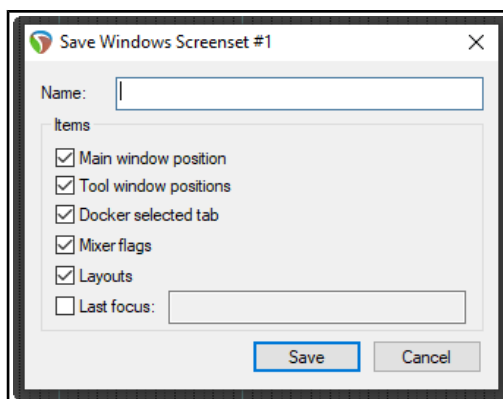 Save Windows Screenset #1
Name:
Items
Main window position
Tool window positions
Docker selected tab
Mixer flags
Layouts
Last focus:
Save Cancel